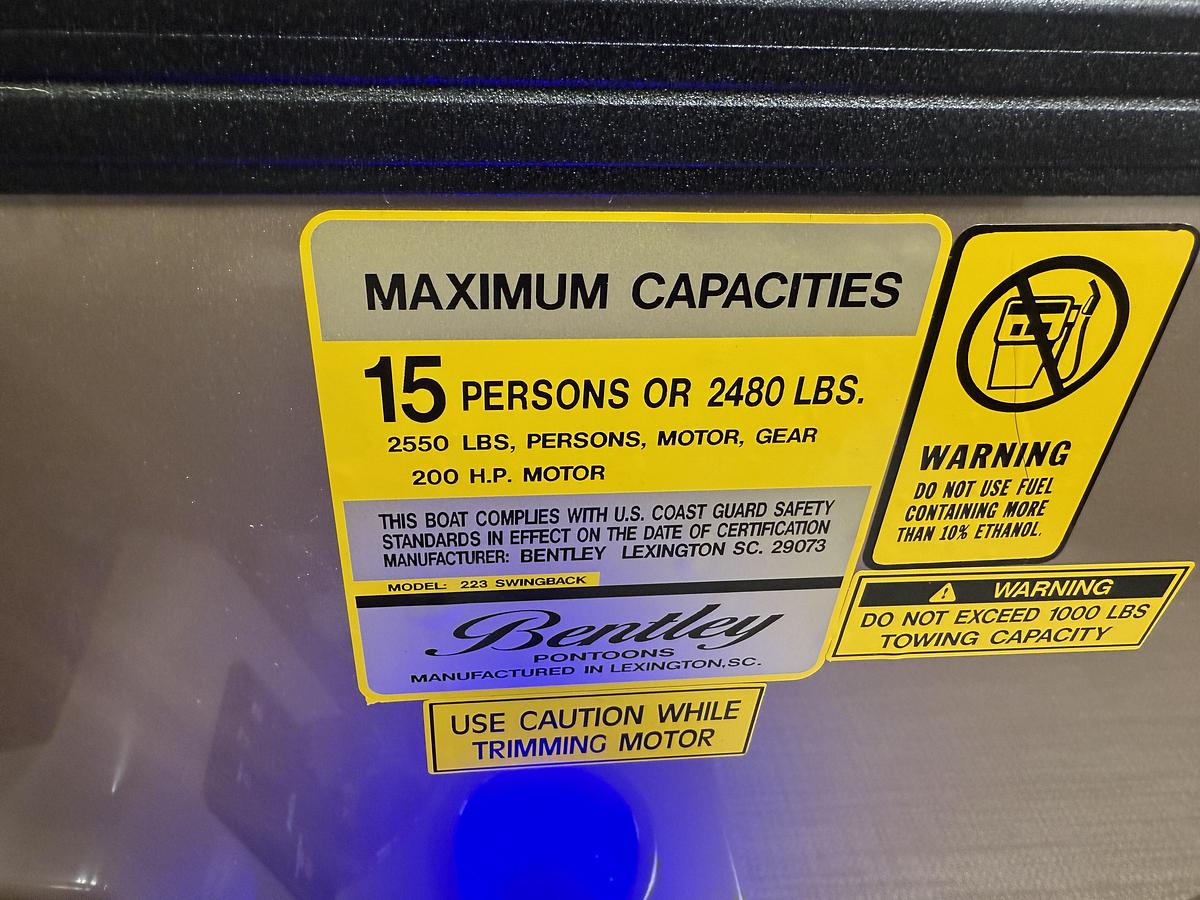 MAXIMUM CAPACITIES
15 PERSONS OR 2480 LBS.
2550 LBS, PERSONS, MOTOR, GEAR
200 H.P. MOTOR
THIS BOAT COMPLIES WITH U.S. COAST GUARD SAFETY
STANDARDS IN EFFECT ON THE DATE OF CERTIFICATION
MANUFACTURER: BENTLEY LEXINGTON SC. 29073
MODEL: 223 SWINGBACK
Bentley
PONTOONS
MANUFACTURED IN LEXINGTON,SC.
USE CAUTION WHILE
TRIMMING MOTOR
WARNING
DO NOT USE FUEL
CONTAINING MORE
THAN 10% ETHANOL.
WARNING
DO NOT EXCEED 1000 LBS
TOWING CAPACITY